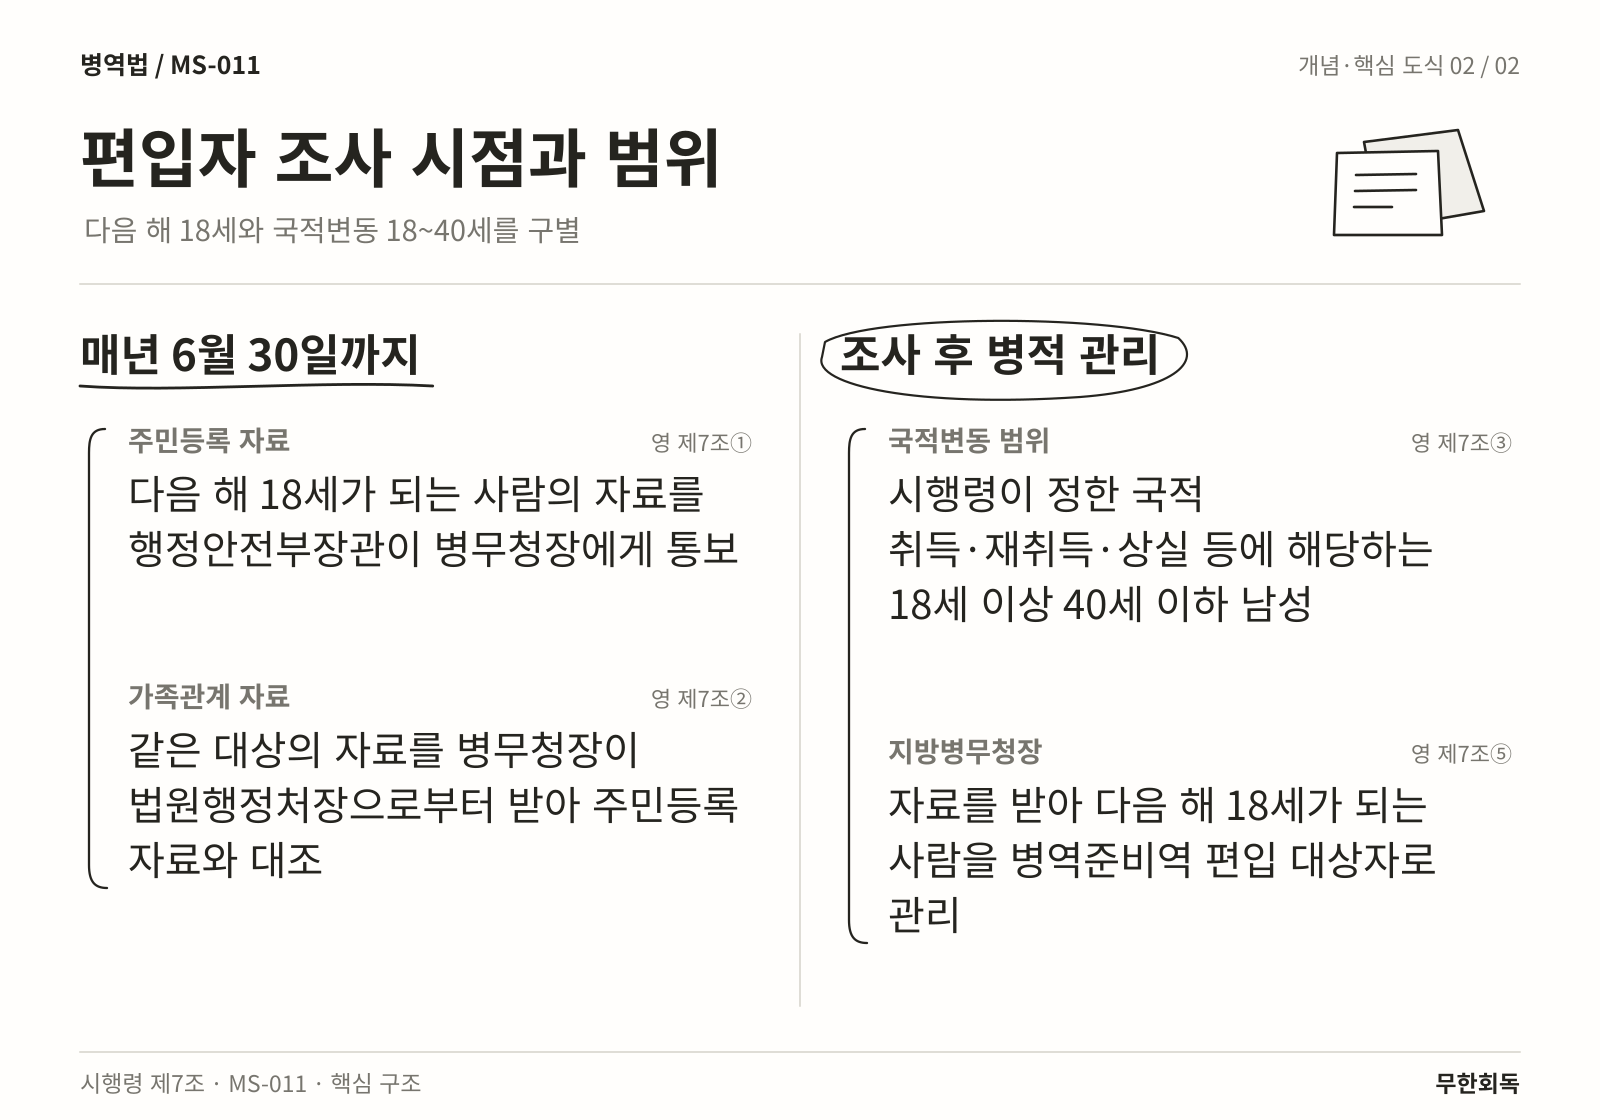 병역법 / MS-011
개념·핵심 도식 02 / 02
편입자 조사 시점과 범위
다음 해 18세와 국적변동 18~40세를 구별
매년 6월 30일까지
주민등록 자료
영 제7조①
다음 해 18세가 되는 사람의 자료를
행정안전부장관이 병무청장에게 통보
가족관계 자료
영 제7조②
같은 대상의 자료를 병무청장이
법원행정처장으로부터 받아 주민등록
자료와 대조
조사 후 병적 관리
국적변동 범위
영 제7조③
시행령이 정한 국적
취득·재취득·상실 등에 해당하는
18세 이상 40세 이하 남성
지방병무청장
영 제7조⑤
자료를 받아 다음 해 18세가 되는
사람을 병역준비역 편입 대상자로
관리
시행령 제7조 · MS-011 · 핵심 구조
무한회독